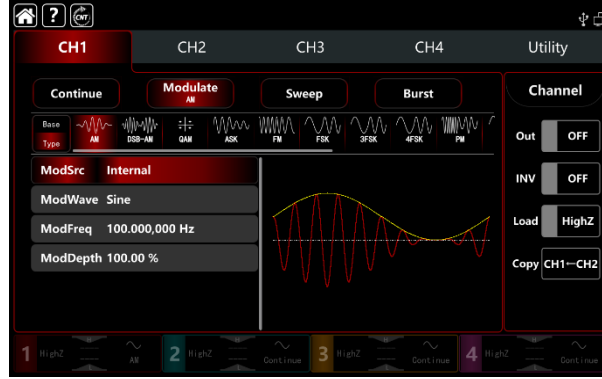 ? CNT
CH1 CH2 CH3 CH4 Utility
Continue Modulate Sweep Burst Channel
AM
Base
Type AM DSB-AM QAM ASK FM FSK 3FSK 4FSK PM
Out OFF
ModSrc Internal
INV OFF
ModWave Sine
ModFreq 100.000,000 Hz
Load HighZ
ModDepth 100.00 %
Copy CH1←CH2
1 HighZ AM 2 HighZ Continue 3 HighZ Continue 4 HighZ Continue